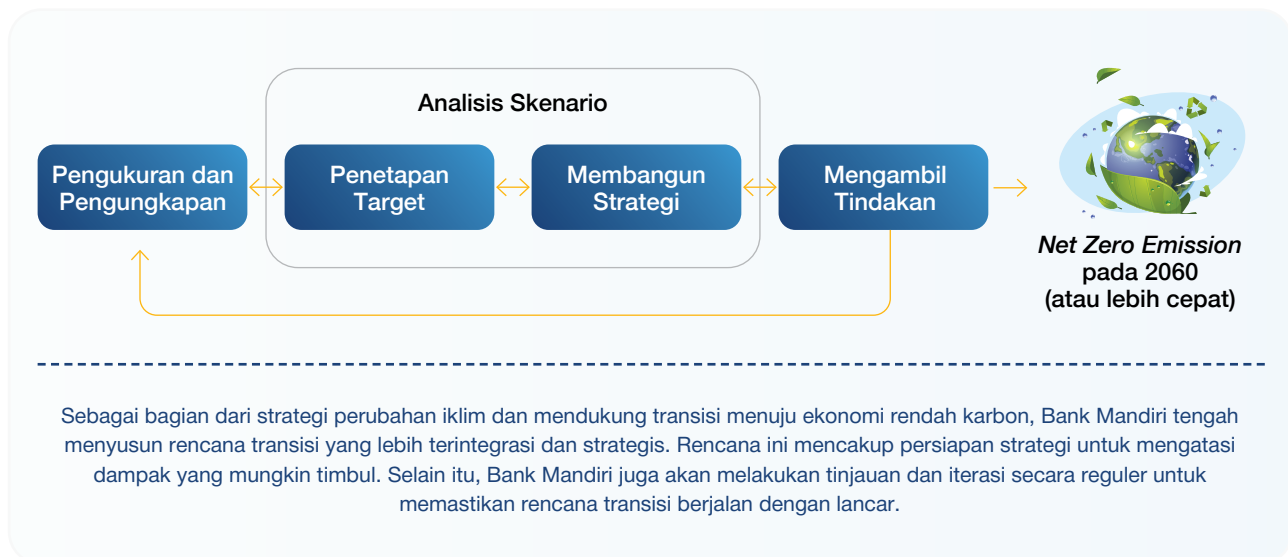 Analisis Skenario
Pengukuran dan
Pengungkapan
Penetapan
Target
Membangun
Strategi
Mengambil
Tindakan
Net Zero Emission
pada 2060
(atau lebih cepat)
Sebagai bagian dari strategi perubahan iklim dan mendukung transisi menuju ekonomi rendah karbon, Bank Mandiri tengah
menyusun rencana transisi yang lebih terintegrasi dan strategis. Rencana ini mencakup persiapan strategi untuk mengatasi
dampak yang mungkin timbul. Selain itu, Bank Mandiri juga akan melakukan tinjauan dan iterasi secara reguler untuk
memastikan rencana transisi berjalan dengan lancar.